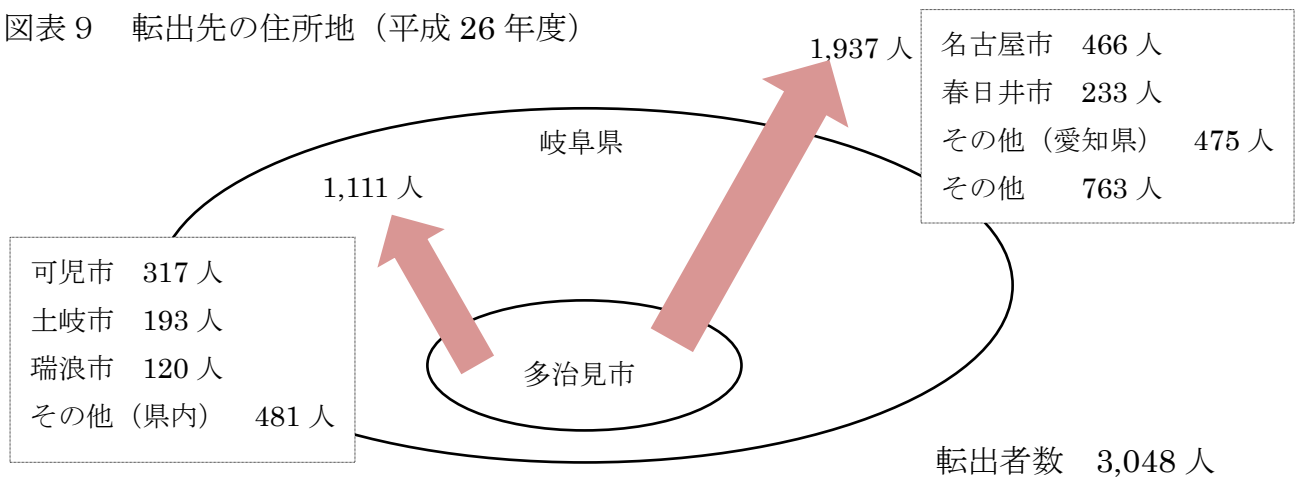 図表９　転出先の住所地（平成 26 年度）
1,937 人
名古屋市　466 人
春日井市　233 人
その他（愛知県）　475 人
その他　　763 人
岐阜県
1,111 人
可児市　317 人
土岐市　193 人
瑞浪市　120 人
その他（県内）　481 人
多治見市
転出者数　3,048 人